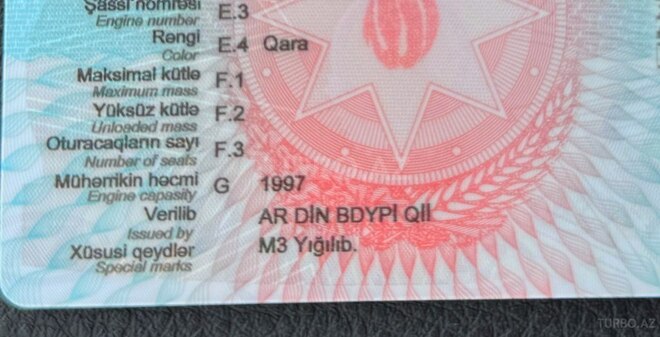 Şassi nömrəsi E.3
Engine number
Rəngi E.4 Qara
Color
Maksimal kütlə F.1
Maximum mass
Yüksüz kütlə F.2
Unloaded mass
Oturacaqların sayı F.3
Number of seats
Mühərrikin həcmi G 1997
Engine capasity
Verilib AR DİN BDYPİ Qİİ
Issued by
Xüsusi qeydlər M3 Yığılıb.
Special marks
TURBO.AZ